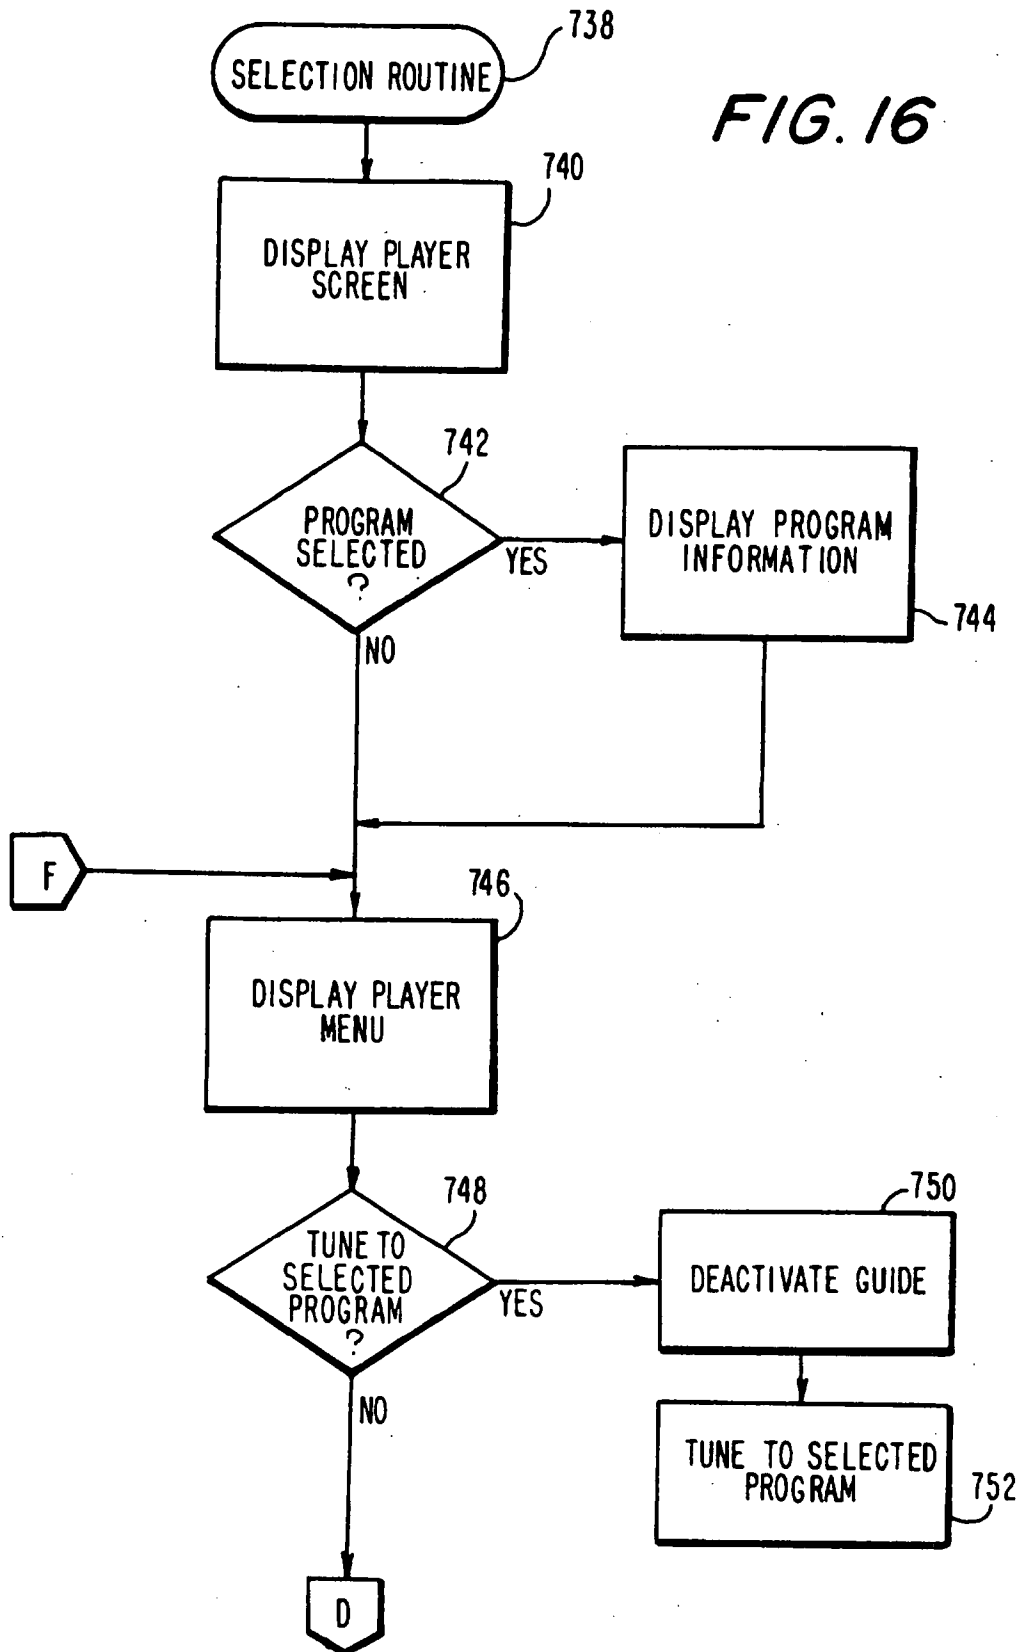 738
SELECTION ROUTINE
FIG. 16
740
DISPLAY PLAYER
SCREEN
742
PROGRAM
SELECTED
?
YES
NO
DISPLAY PROGRAM
INFORMATION
744
F
746
DISPLAY PLAYER
MENU
748
TUNE TO
SELECTED
PROGRAM
?
YES
NO
750
DEACTIVATE GUIDE
TUNE TO SELECTED
PROGRAM
752
D